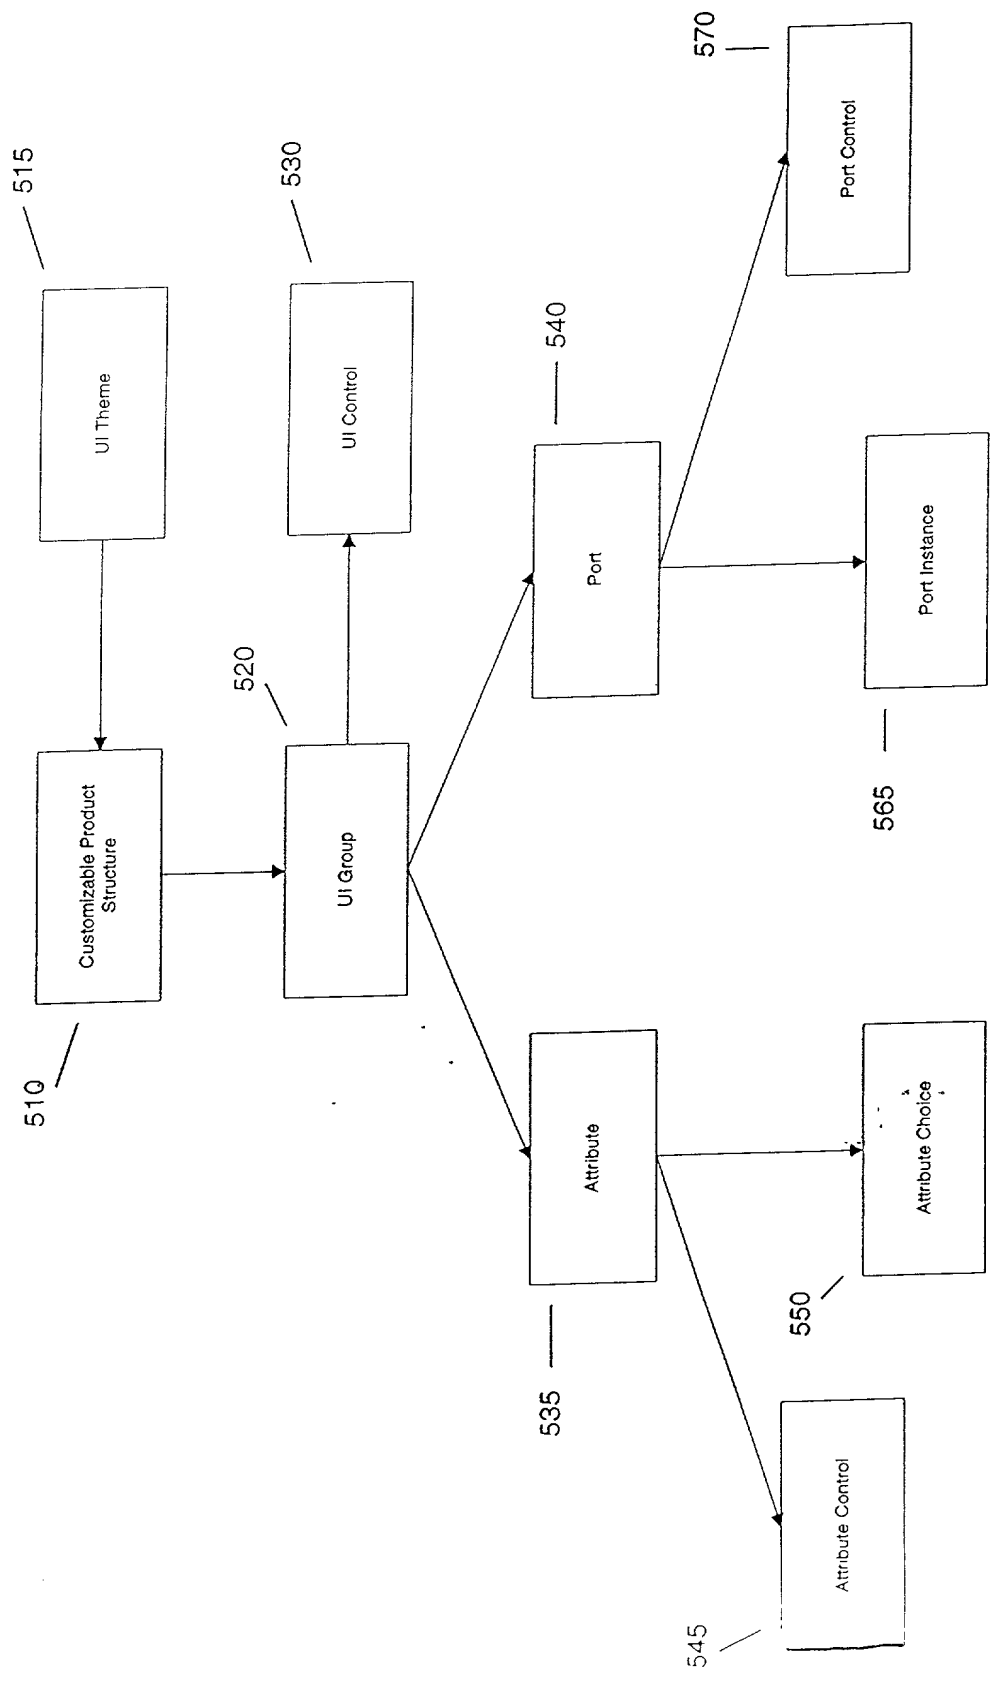 510
Customizable Product
Structure
UI Theme
515
520
UI Group
UI Control
530
535
Attribute
Port
540
545
Attribute Control
550
Attribute Choice
565
Port Instance
Port Control
570